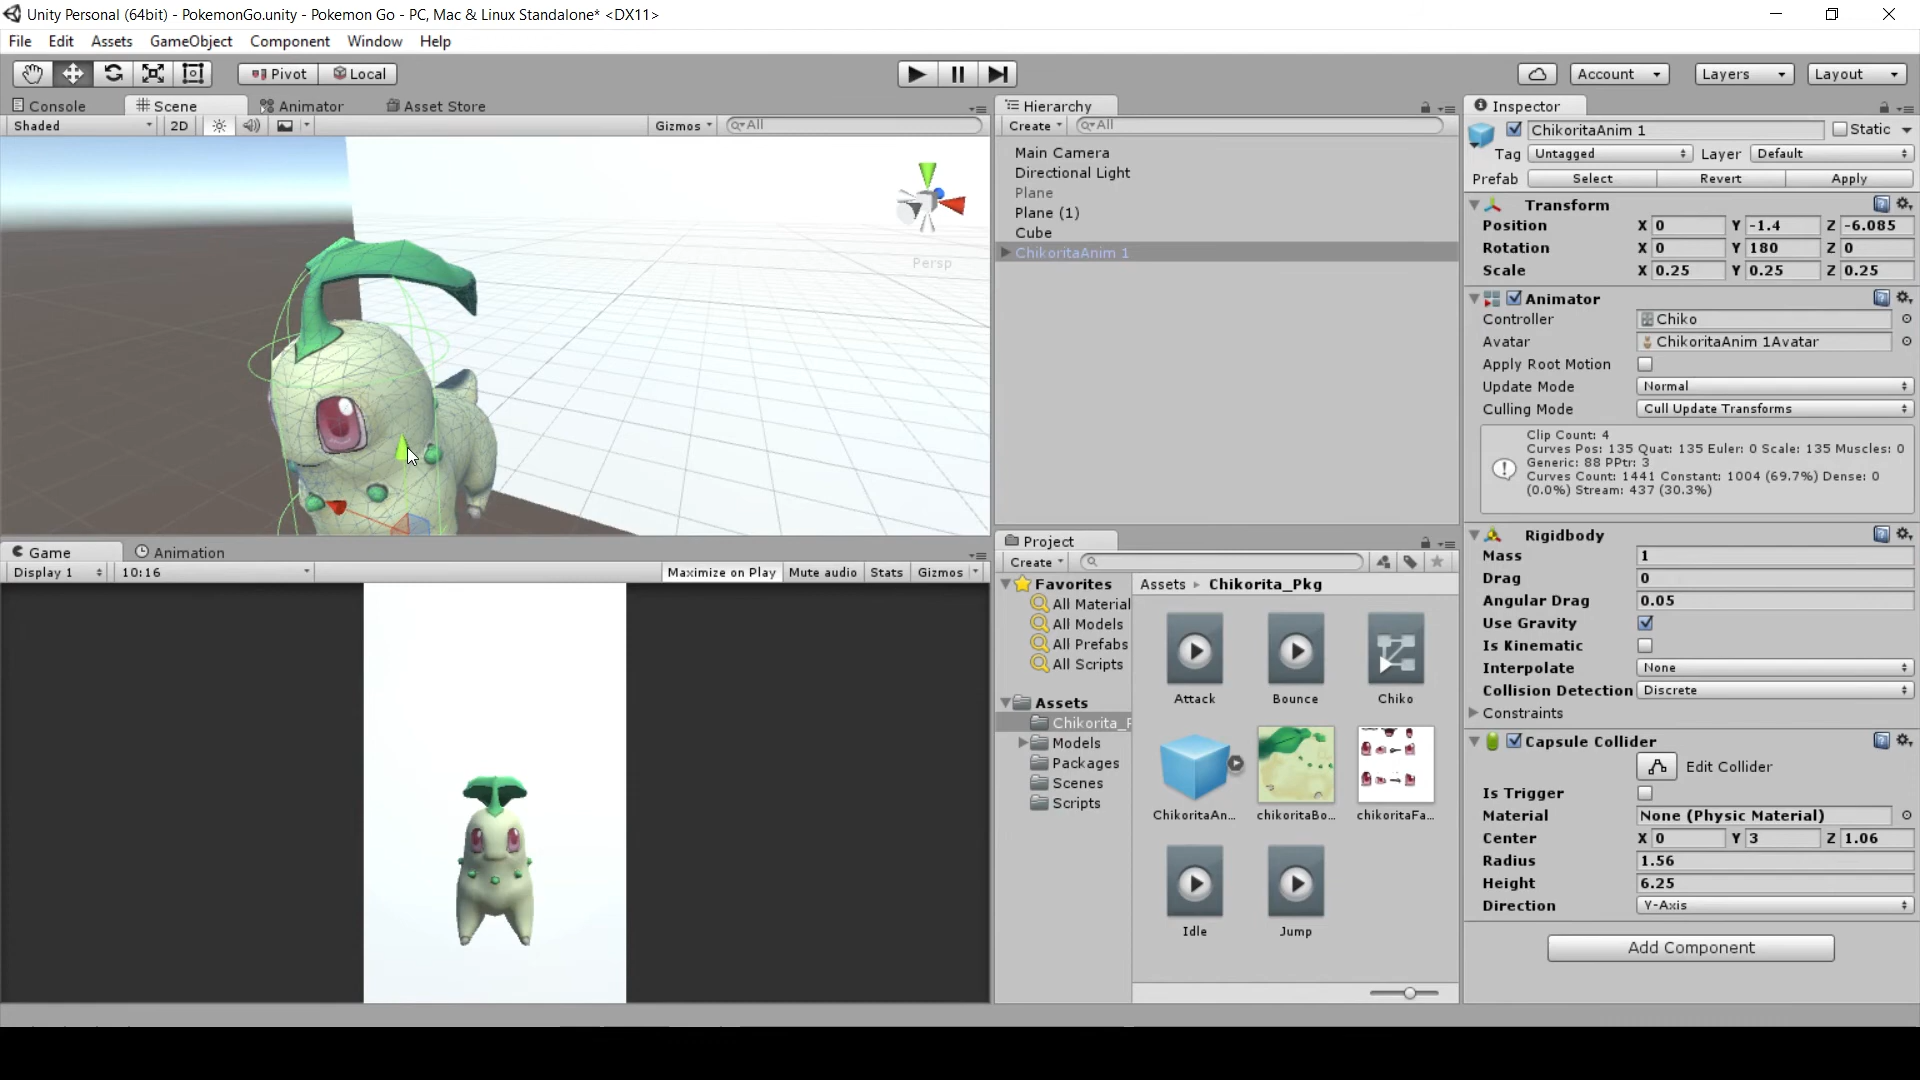 Unity Personal (64bit) - PokemonGo.unity - Pokemon Go - PC, Mac & Linux Standalone* <DX11>
File Edit Assets GameObject Component Window Help
Pivot Local
Account Layers Layout
Console Scene Animator Asset Store
Shaded 2D Gizmos All
Persp
Game Animation
Display 1 10:16 Maximize on Play Mute audio Stats Gizmos
Hierarchy
Create All
Main Camera
Directional Light
Plane
Plane (1)
Cube
ChikoritaAnim 1
Project
Create
Favorites
All Material
All Models
All Prefabs
All Scripts
Assets
Chikorita_P
Models
Packages
Scenes
Scripts
Assets Chikorita_Pkg
Attack Bounce Chiko
ChikoritaAn... chikoritaBo... chikoritaFa...
Idle Jump
Inspector
ChikoritaAnim 1 Static
Tag Untagged Layer Default
Prefab Select Revert Apply
Transform
Position X 0 Y -1.4 Z -6.085
Rotation X 0 Y 180 Z 0
Scale X 0.25 Y 0.25 Z 0.25
Animator
Controller Chiko
Avatar ChikoritaAnim 1Avatar
Apply Root Motion
Update Mode Normal
Culling Mode Cull Update Transforms
Clip Count: 4
Curves Pos: 135 Quat: 135 Euler: 0 Scale: 135 Muscles: 0
Generic: 88 PPtr: 3
Curves Count: 1441 Constant: 1004 (69.7%) Dense: 0
(0.0%) Stream: 437 (30.3%)
Rigidbody
Mass 1
Drag 0
Angular Drag 0.05
Use Gravity
Is Kinematic
Interpolate None
Collision Detection Discrete
Constraints
Capsule Collider
Edit Collider
Is Trigger
Material None (Physic Material)
Center X 0 Y 3 Z 1.06
Radius 1.56
Height 6.25
Direction Y-Axis
Add Component